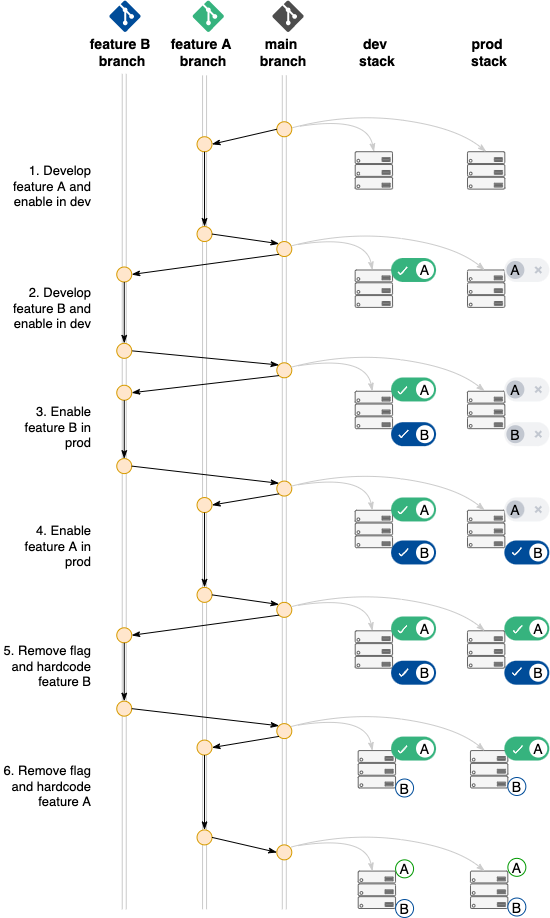 feature B
branch
feature A
branch
main
branch
dev
stack
prod
stack
1. Develop
feature A and
enable in dev
A
A
2. Develop
feature B and
enable in dev
A
A
B
B
3. Enable
feature B in
prod
A
A
B
B
4. Enable
feature A in
prod
A
A
B
B
5. Remove flag
and hardcode
feature B
A
A
B
B
6. Remove flag
and hardcode
feature A
A
A
B
B